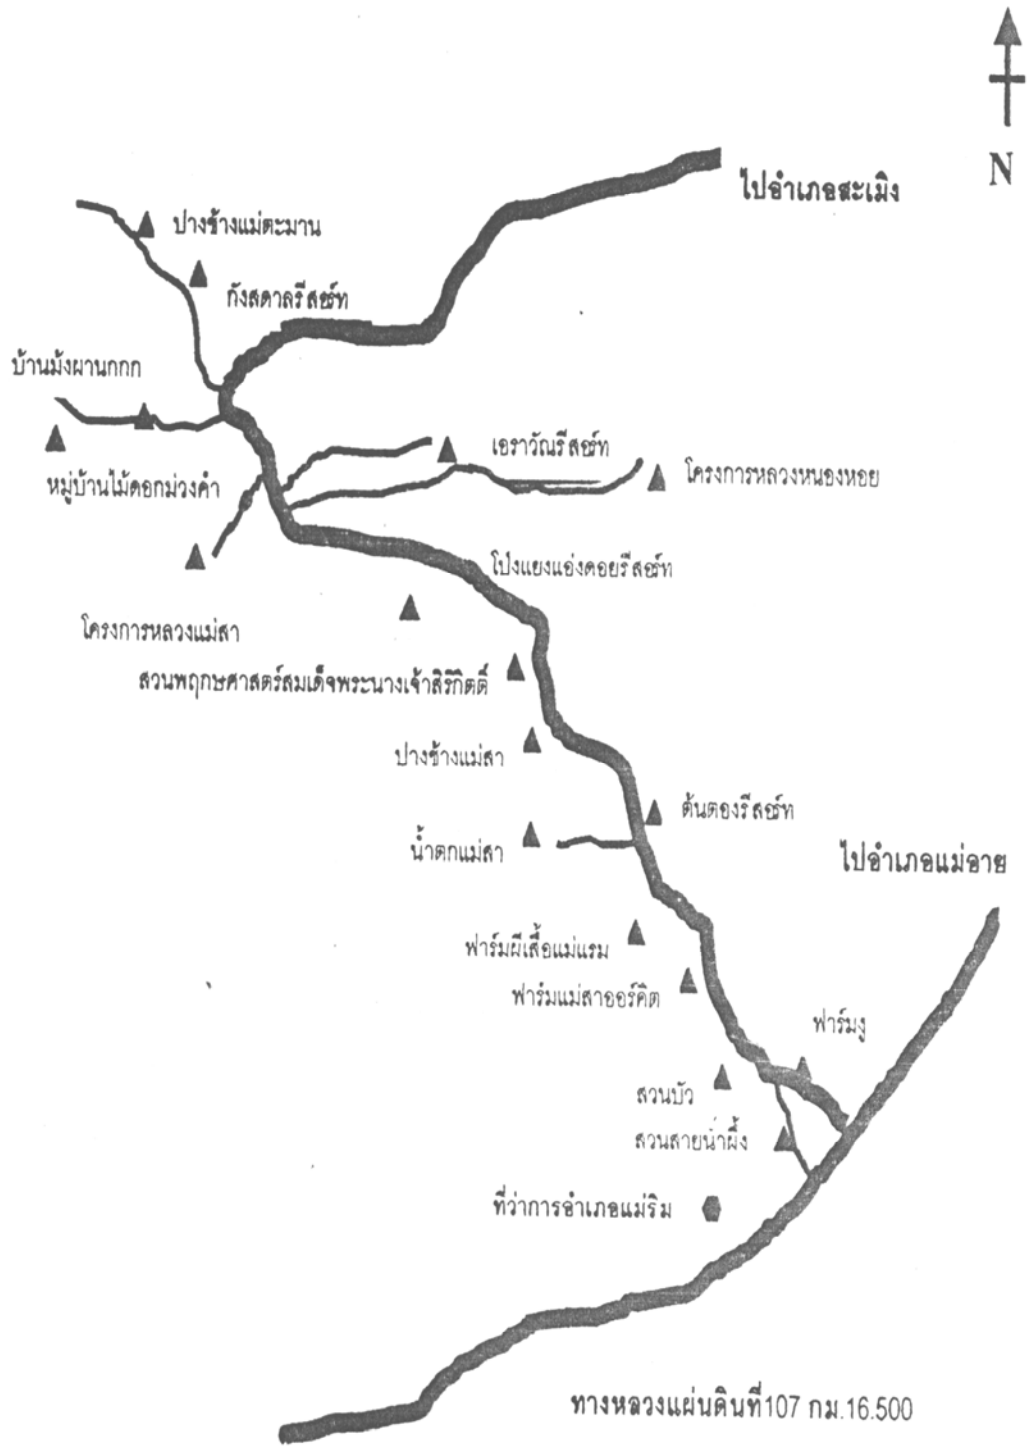 N
ไปอำเภอสะเมิง
ปางช้างแม่ตะมาน
กังสดาลรีสอร์ท
บ้านม้งผานกกก
เอราวัณรีสอร์ท
โครงการหลวงหนองหอย
หมู่บ้านไม้ดอกม่วงคำ
โป่งแยงแอ่งดอยรีสอร์ท
โครงการหลวงแม่สา
สวนพฤกษศาสตร์สมเด็จพระนางเจ้าสิริกิตติ์
ปางช้างแม่สา
ต้นตองรีสอร์ท
น้ำตกแม่สา
ไปอำเภอแม่อาย
ฟาร์มผีเสื้อแม่แรม
ฟาร์มแม่สาออร์คิด
ฟาร์มงู
สวนบัว
สวนสายน้ำผึ้ง
ที่ว่าการอำเภอแม่ริม
ทางหลวงแผ่นดินที่107 กม.16.500